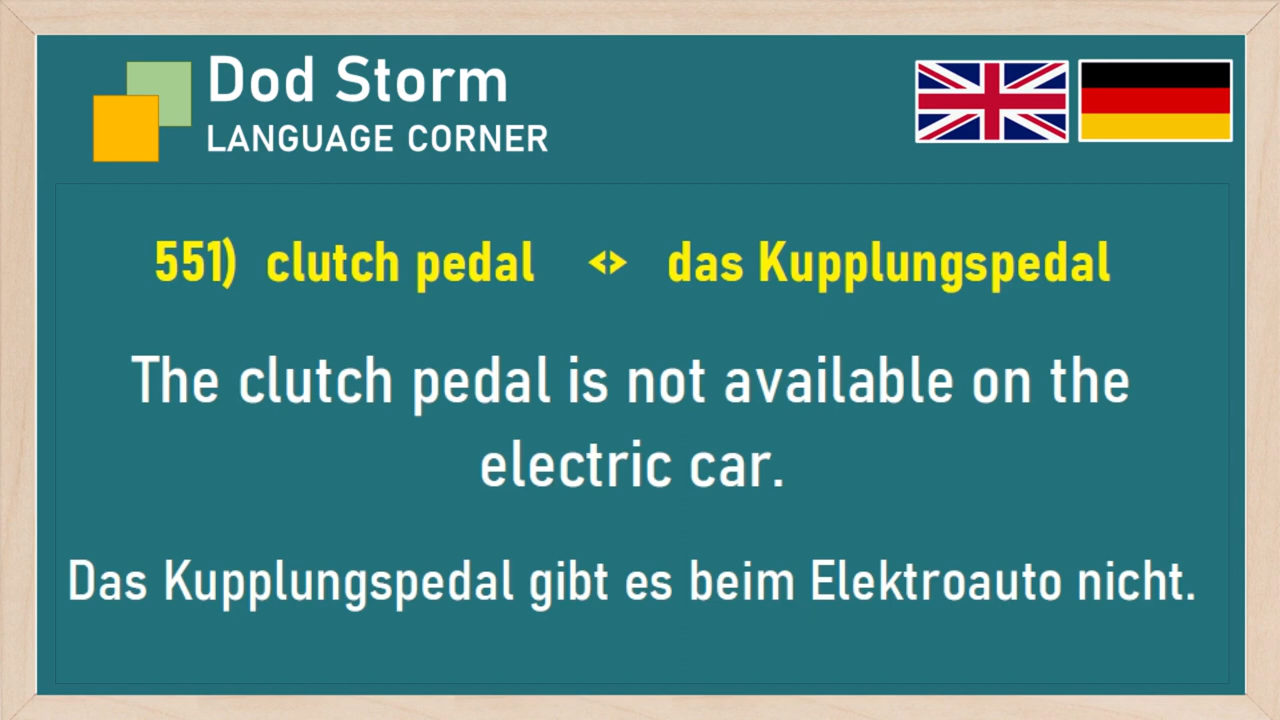 Dod Storm
LANGUAGE CORNER
551) clutch pedal <> das Kupplungspedal
The clutch pedal is not available on the
electric car.
Das Kupplungspedal gibt es beim Elektroauto nicht.